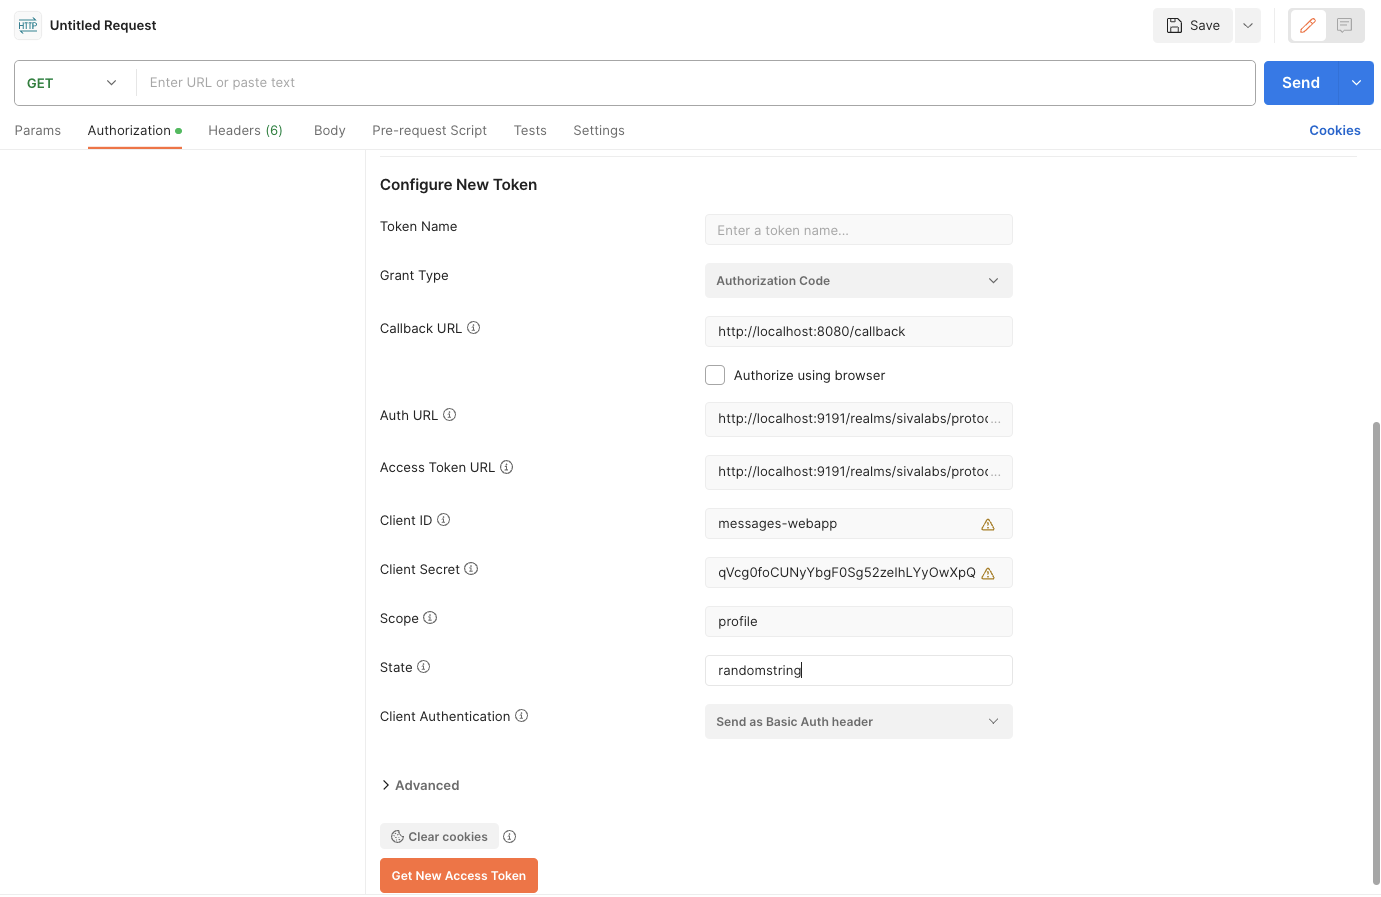 HTTP Untitled Request Save
GET Enter URL or paste text Send
Params Authorization Headers (6) Body Pre-request Script Tests Settings Cookies
Configure New Token
Token Name Enter a token name...
Grant Type Authorization Code
Callback URL http://localhost:8080/callback
Authorize using browser
Auth URL http://localhost:9191/realms/sivalabs/protoc...
Access Token URL http://localhost:9191/realms/sivalabs/protoc...
Client ID messages-webapp
Client Secret qVcg0foCUNyYbgF0Sg52zeIhLYyOwXpQ
Scope profile
State randomstring
Client Authentication Send as Basic Auth header
Advanced
Clear cookies
Get New Access Token